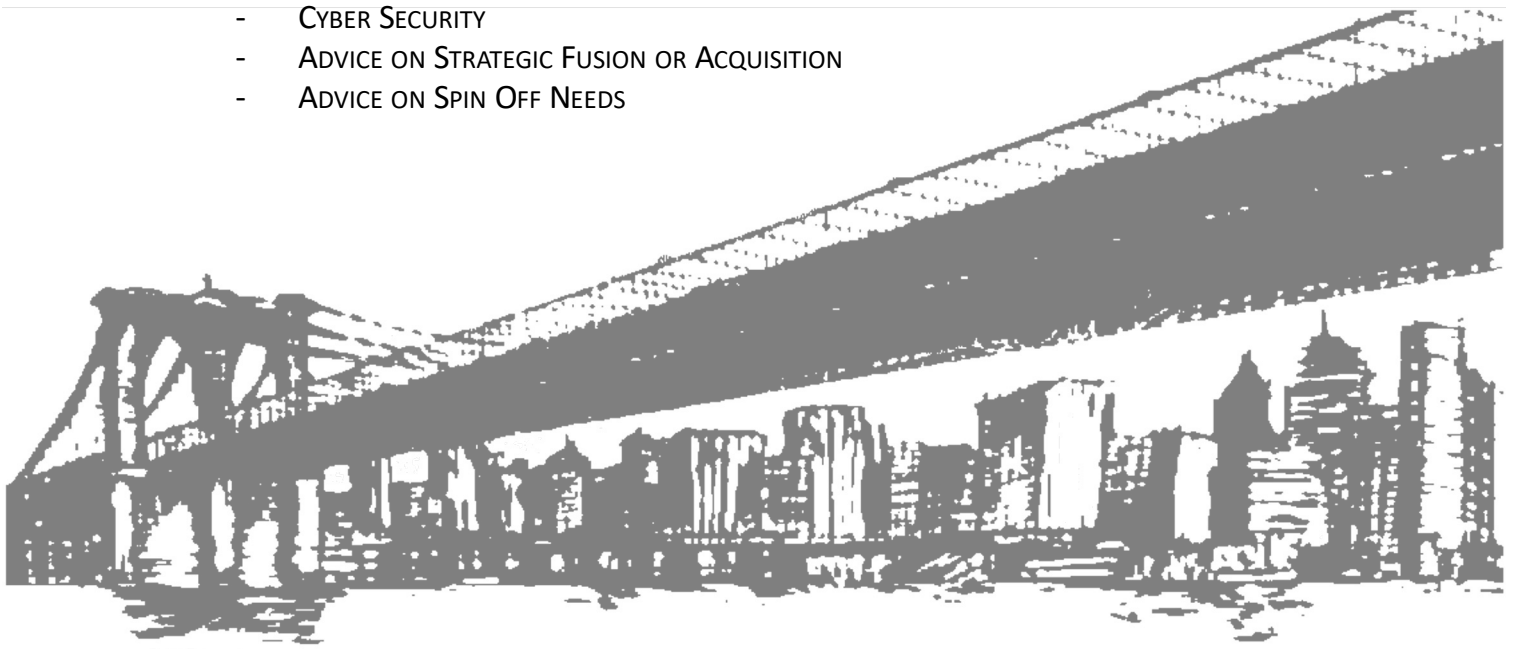 - Cyber Security
- Advice on Strategic Fusion or Acquisition
- Advice on Spin Off Needs